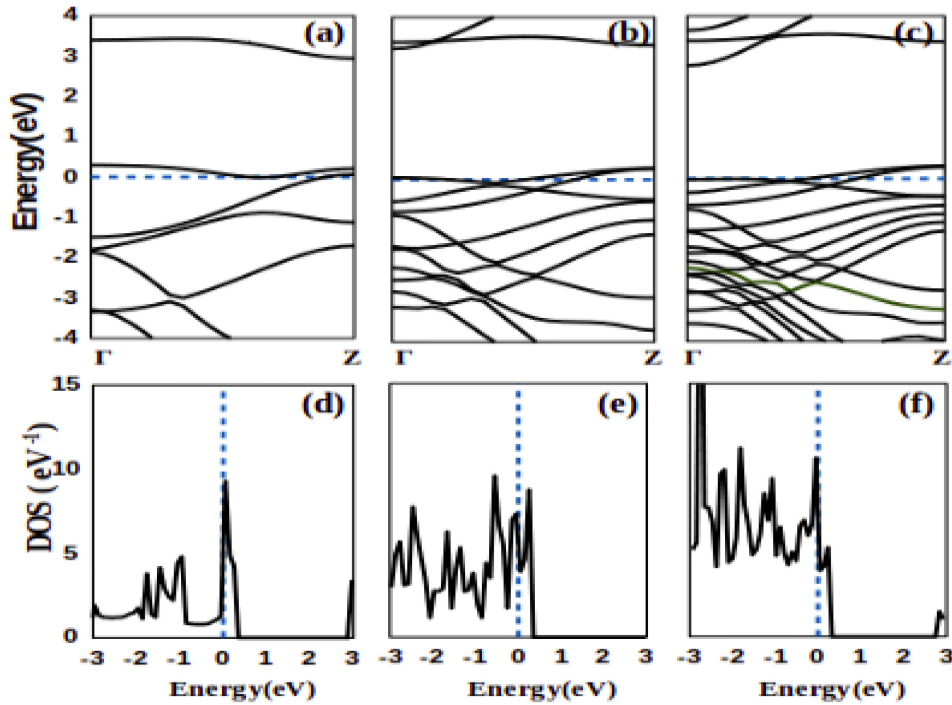 (a) (b) (c)
Energy(eV)
4
3
2
1
0
-1
-2
-3
-4
Γ Z Γ Z Γ Z
(d) (e) (f)
DOS ( eV-1)
15
10
5
0
-3 -2 -1 0 1 2 3 -3 -2 -1 0 1 2 3 -3 -2 -1 0 1 2 3
Energy(eV) Energy(eV) Energy(eV)